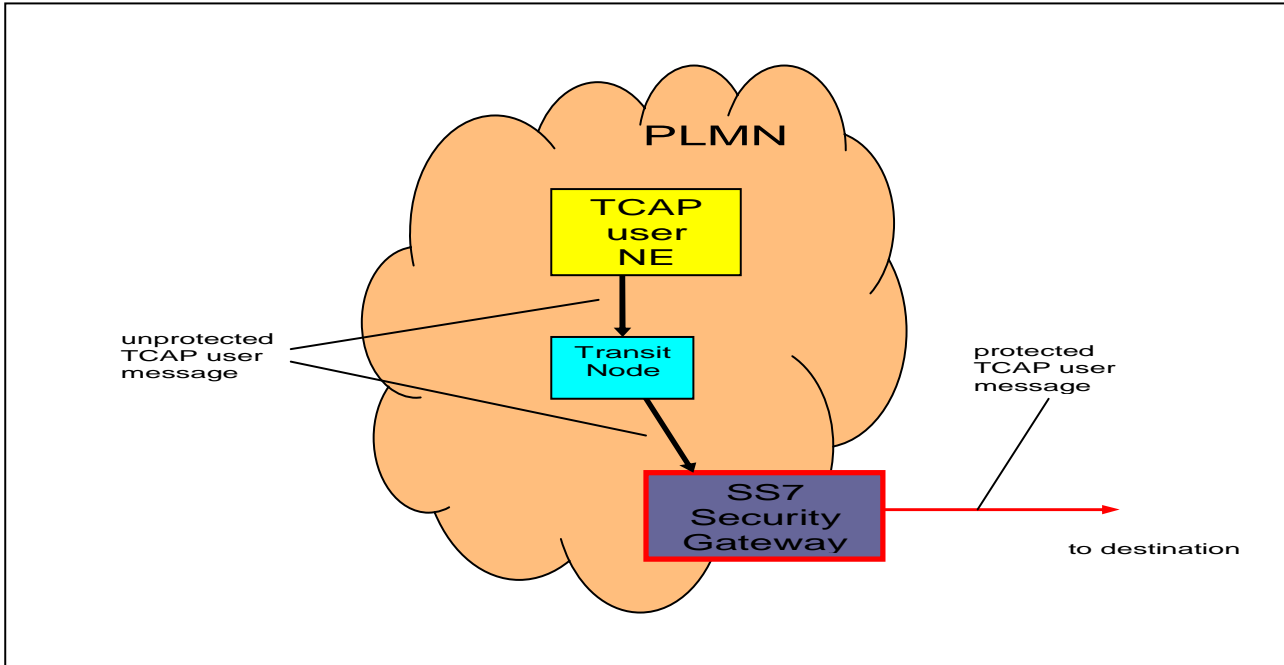 PLMN
TCAP
user
NE
unprotected
TCAP user
message
Transit
Node
protected
TCAP user
message
SS7
Security
Gateway
to destination